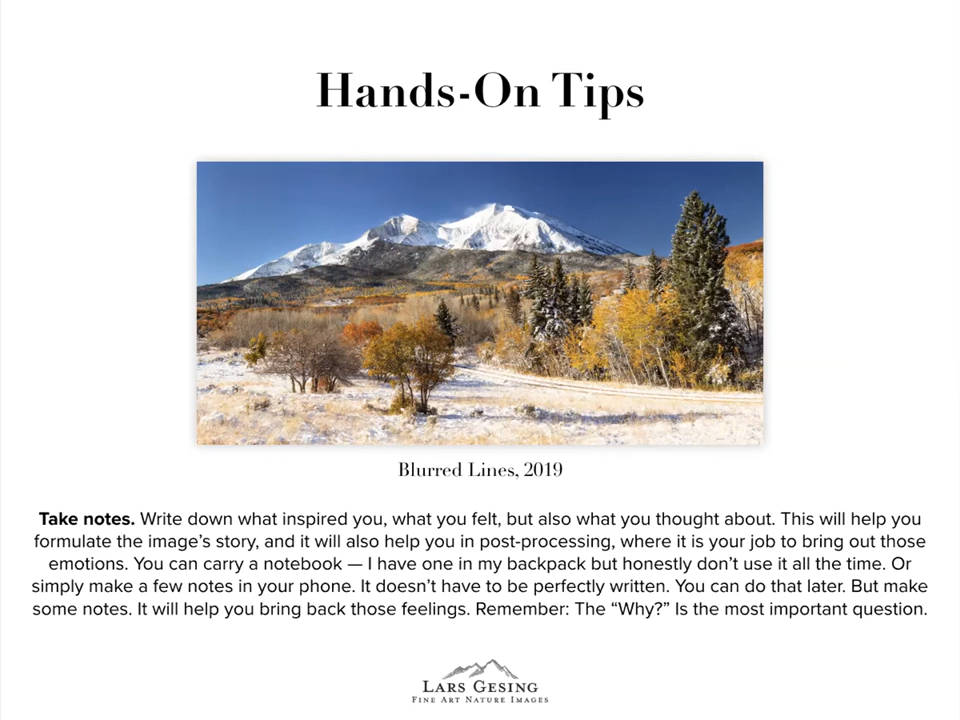 Hands-On Tips
Blurred Lines, 2019
Take notes. Write down what inspired you, what you felt, but also what you thought about. This will help you
formulate the image’s story, and it will also help you in post-processing, where it is your job to bring out those
emotions. You can carry a notebook — I have one in my backpack but honestly don’t use it all the time. Or
simply make a few notes in your phone. It doesn’t have to be perfectly written. You can do that later. But make
some notes. It will help you bring back those feelings. Remember: The “Why?” Is the most important question.
Lars Gesing
Fine Art Nature Images